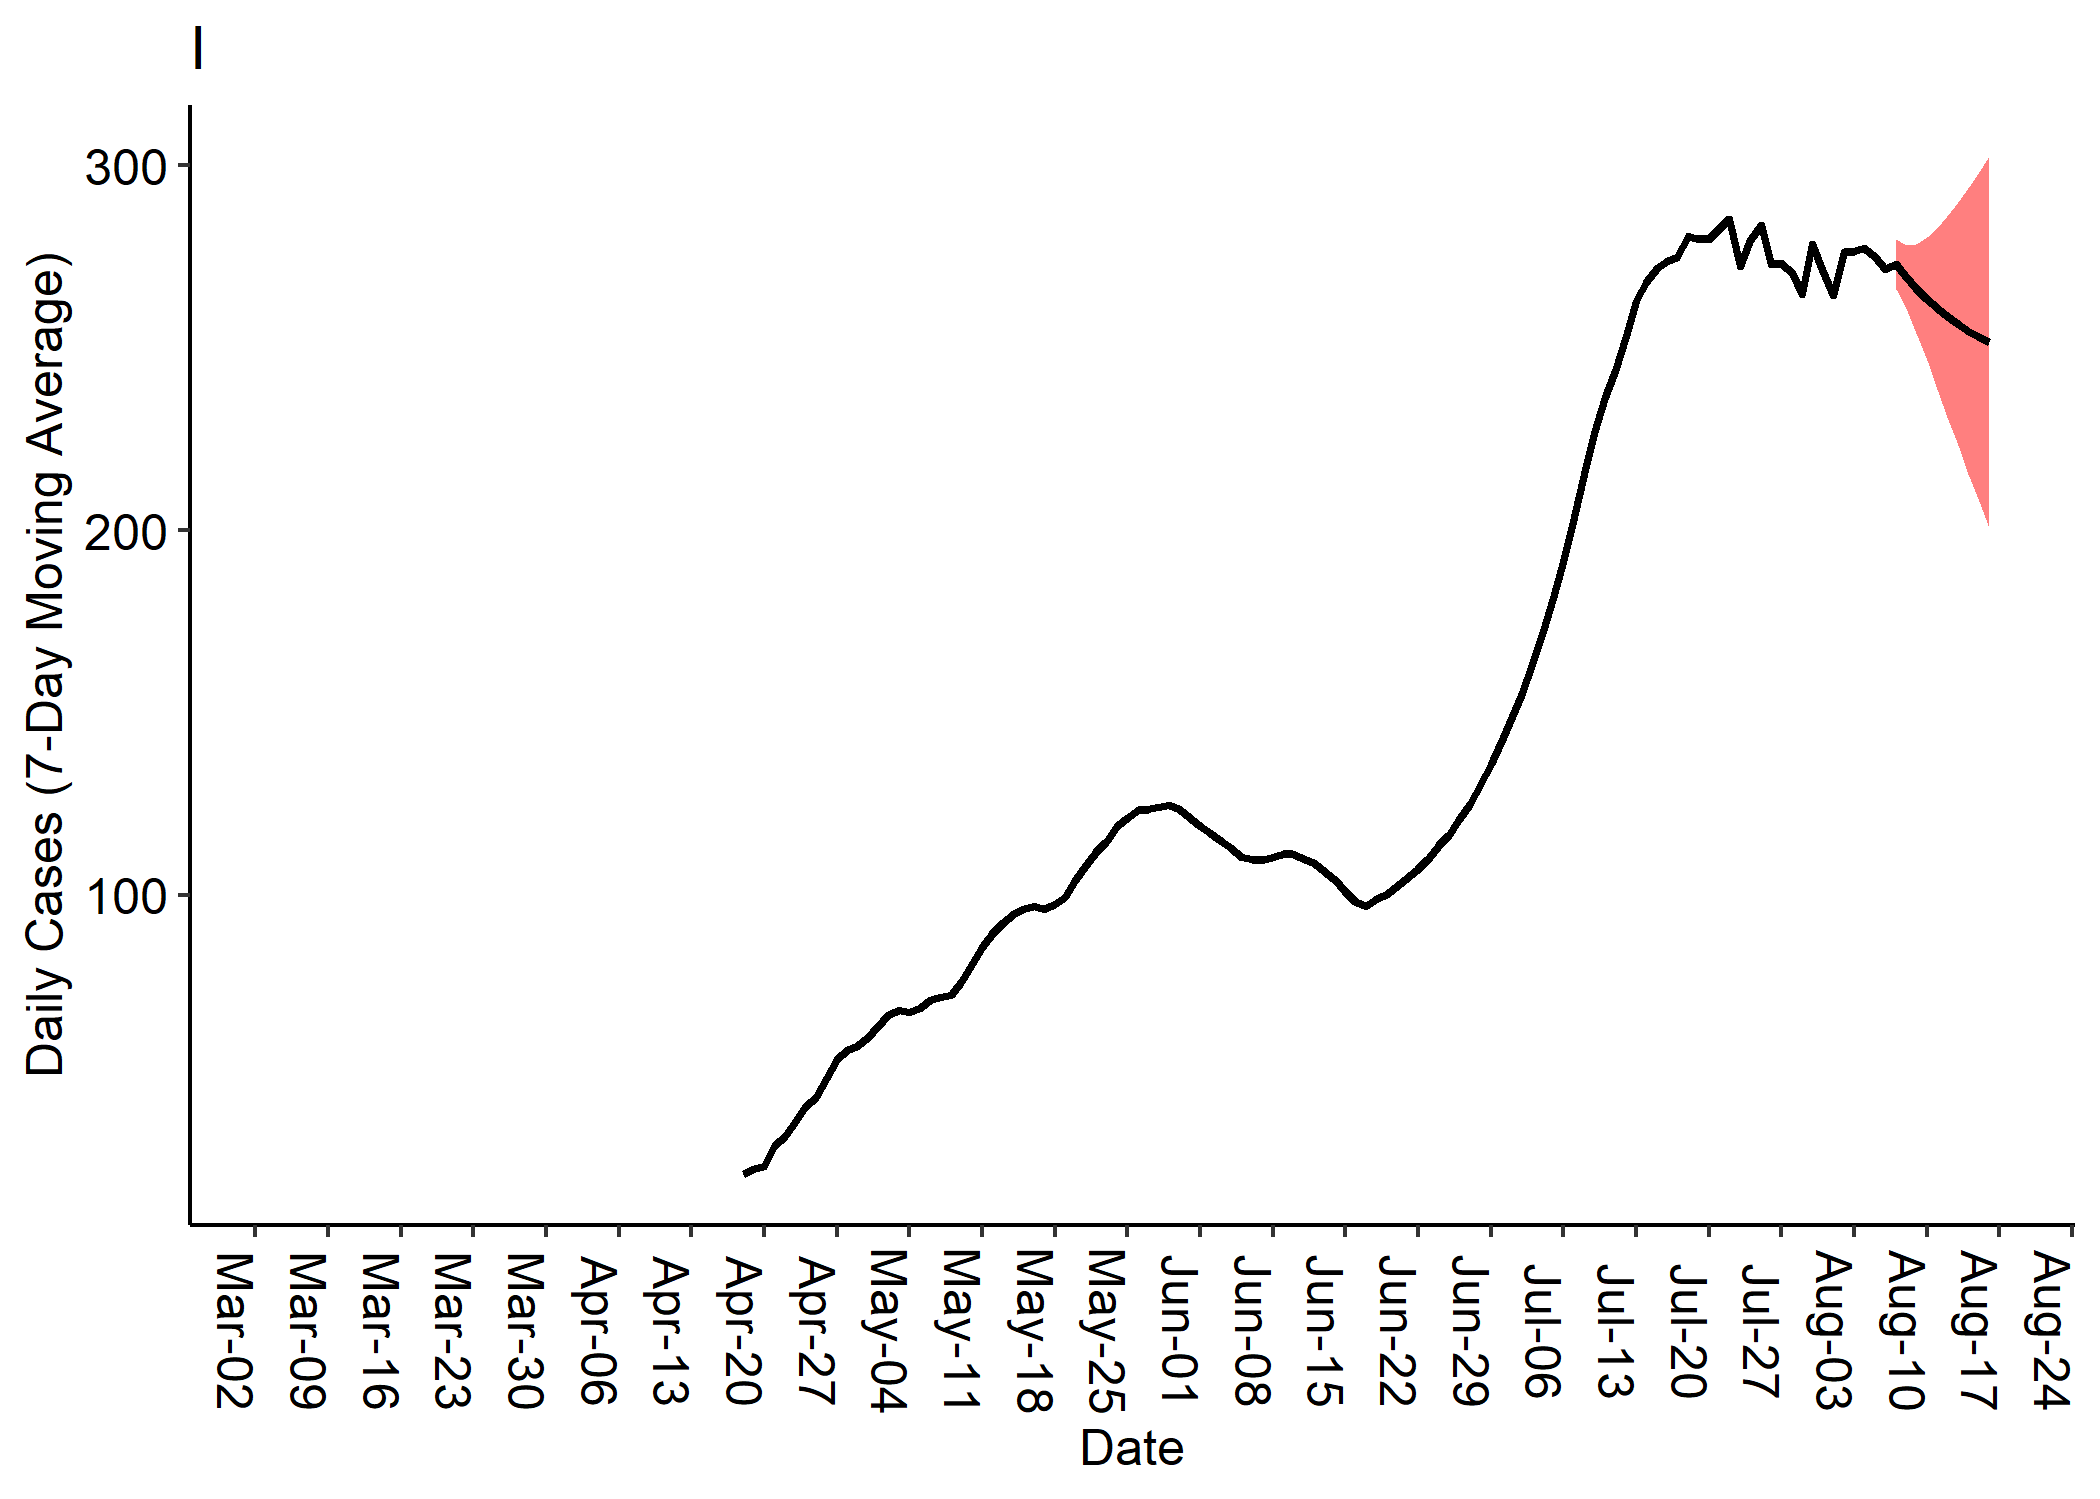 I
Daily Cases (7-Day Moving Average)
300
200
100
Mar-02
Mar-09
Mar-16
Mar-23
Mar-30
Apr-06
Apr-13
Apr-20
Apr-27
May-04
May-11
May-18
May-25
Jun-01
Jun-08
Jun-15
Jun-22
Jun-29
Jul-06
Jul-13
Jul-20
Jul-27
Aug-03
Aug-10
Aug-17
Aug-24
Date